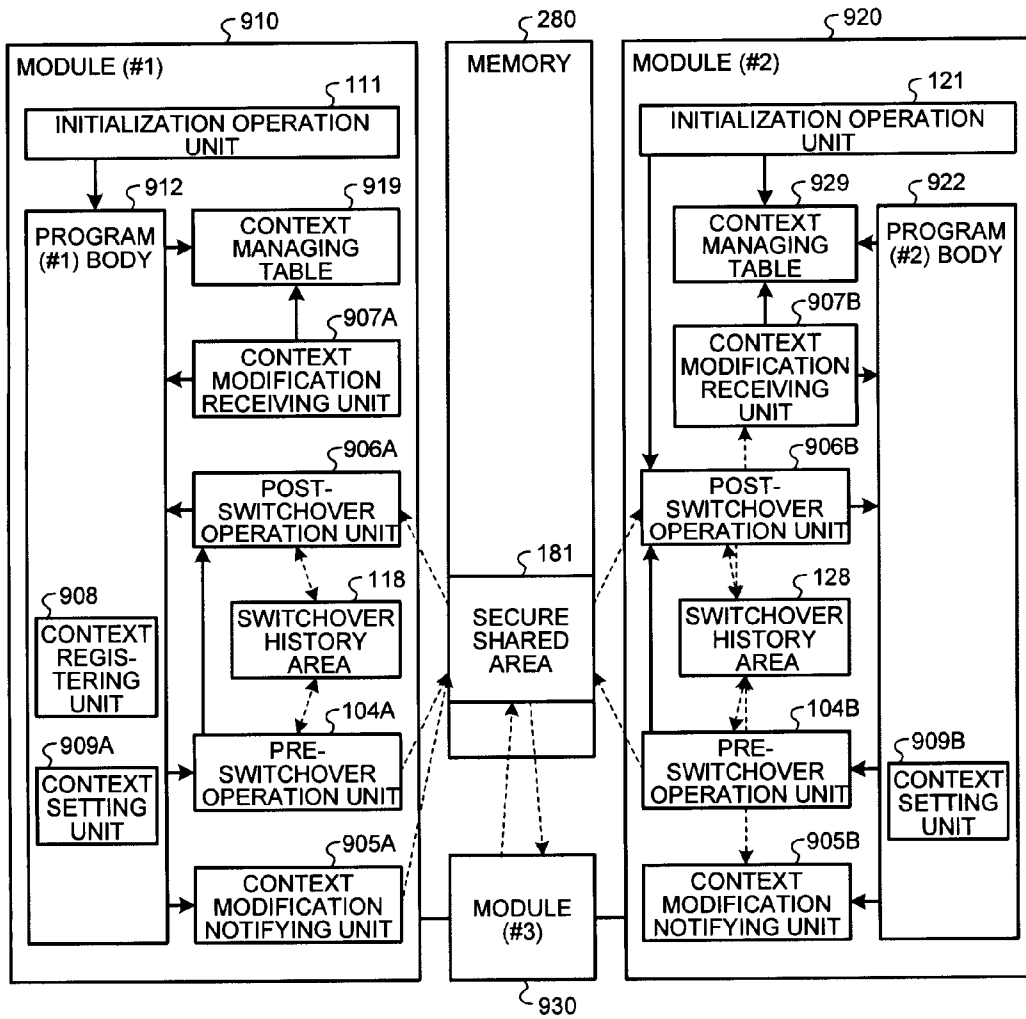 910
280
920
MODULE (#1)
MEMORY
MODULE (#2)
111
INITIALIZATION OPERATION
UNIT
912
919
PROGRAM
(#1) BODY
CONTEXT
MANAGING
TABLE
907A
CONTEXT
MODIFICATION
RECEIVING UNIT
906A
POST-
SWITCHOVER
OPERATION UNIT
118
SWITCHOVER
HISTORY
AREA
908
CONTEXT
REGIS-
TERING
UNIT
104A
PRE-
SWITCHOVER
OPERATION UNIT
909A
CONTEXT
SETTING
UNIT
905A
CONTEXT
MODIFICATION
NOTIFYING UNIT
181
SECURE
SHARED
AREA
MODULE
(#3)
930
121
INITIALIZATION OPERATION
UNIT
929
922
CONTEXT
MANAGING
TABLE
PROGRAM
(#2) BODY
907B
CONTEXT
MODIFICATION
RECEIVING
UNIT
906B
POST-
SWITCHOVER
OPERATION UNIT
128
SWITCHOVER
HISTORY
AREA
104B
PRE-
SWITCHOVER
OPERATION UNIT
909B
CONTEXT
SETTING
UNIT
905B
CONTEXT
MODIFICATION
NOTIFYING UNIT